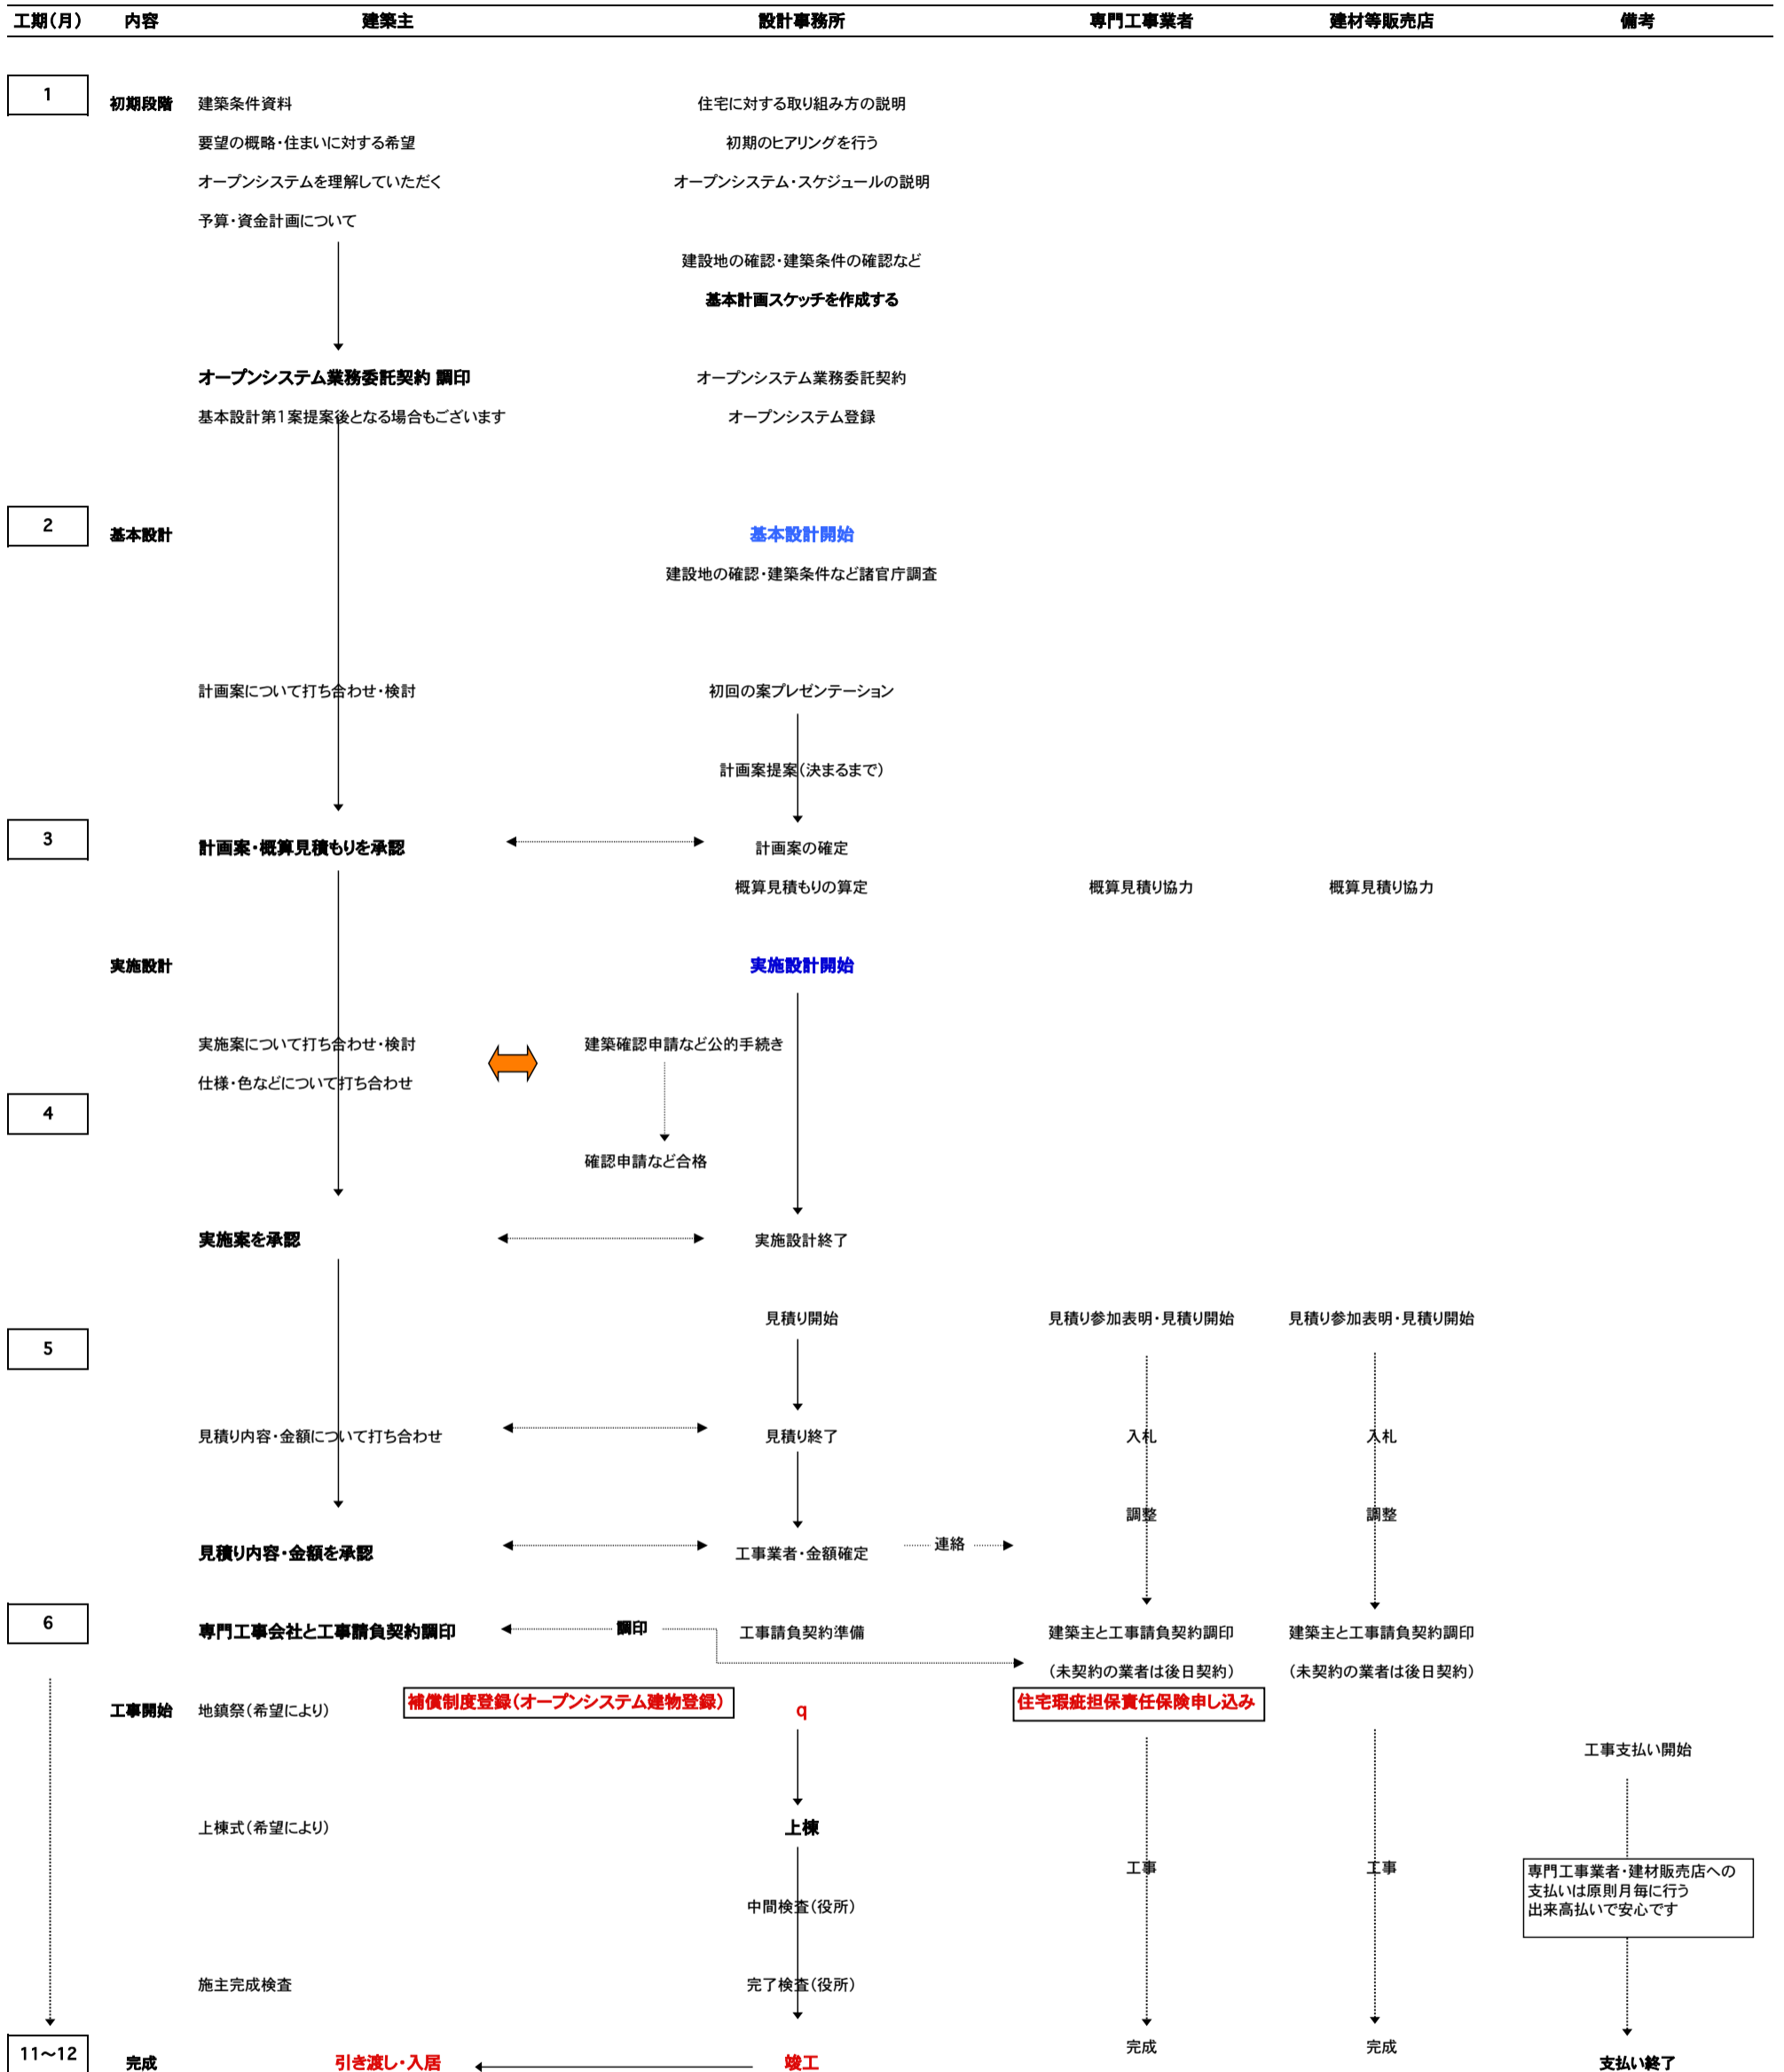 工期(月) 内容 建築主 設計事務所 専門工事業者 建材等販売店 備考
1
初期段階 建築条件資料 住宅に対する取り組み方の説明
要望の概略・住まいに対する希望 初期のヒアリングを行う
オープンシステムを理解していただく オープンシステム・スケジュールの説明
予算・資金計画について
建設地の確認・建築条件の確認など
基本計画スケッチを作成する
オープンシステム業務委託契約 調印 オープンシステム業務委託契約
基本設計第1案提案後となる場合もございます オープンシステム登録
2
基本設計 基本設計開始
建設地の確認・建築条件など諸官庁調査
計画案について打ち合わせ・検討 初回の案プレゼンテーション
計画案提案(決まるまで)
3
計画案・概算見積もりを承認 計画案の確定
概算見積もりの算定 概算見積り協力 概算見積り協力
実施設計 実施設計開始
実施案について打ち合わせ・検討 建築確認申請など公的手続き
仕様・色などについて打ち合わせ
4
確認申請など合格
実施案を承認 実施設計終了
見積り開始 見積り参加表明・見積り開始 見積り参加表明・見積り開始
5
見積り内容・金額について打ち合わせ 見積り終了 入札 入札
調整 調整
見積り内容・金額を承認 工事業者・金額確定 連絡
6
専門工事会社と工事請負契約調印 調印 工事請負契約準備 建築主と工事請負契約調印 建築主と工事請負契約調印
(未契約の業者は後日契約) (未契約の業者は後日契約)
工事開始 地鎮祭(希望により) 補償制度登録(オープンシステム建物登録) q 住宅瑕疵担保責任保険申し込み
工事支払い開始
上棟式(希望により) 上棟
工事 工事
専門工事業者・建材販売店への
支払いは原則月毎に行う
出来高払いで安心です
中間検査(役所)
施主完成検査 完了検査(役所)
11～12
完成 完成
完成 引き渡し・入居 竣工 支払い終了